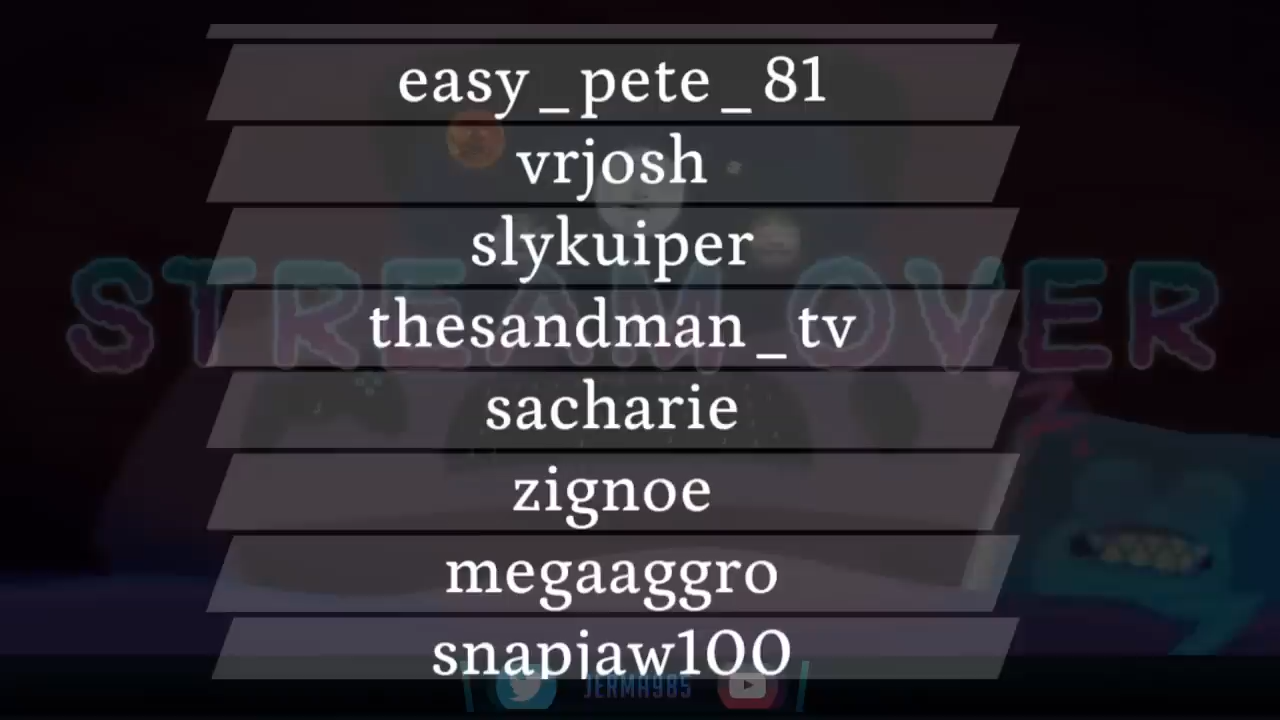 easy_pete_81
vrjosh
slykuiper
STREAM OVER
thesandman_tv
sacharie
zignoe
megaaggro
snapjaw100
JERMA985